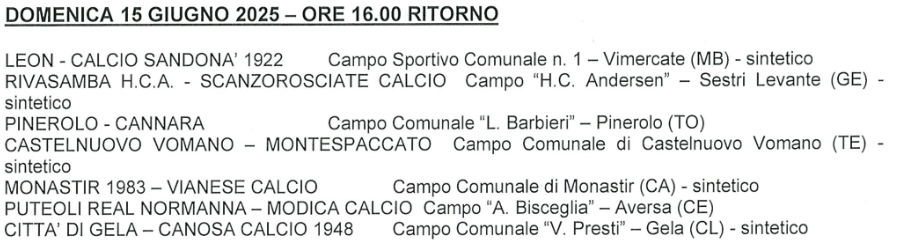 DOMENICA 15 GIUGNO 2025 – ORE 16.00 RITORNO
LEON - CALCIO SANDONA’ 1922 Campo Sportivo Comunale n. 1 – Vimercate (MB) - sintetico
RIVASAMBA H.C.A. - SCANZOROSCIATE CALCIO Campo “H.C. Andersen” – Sestri Levante (GE) -
sintetico
PINEROLO - CANNARA Campo Comunale “L. Barbieri” – Pinerolo (TO)
CASTELNUOVO VOMANO – MONTESPACCATO Campo Comunale di Castelnuovo Vomano (TE) -
sintetico
MONASTIR 1983 – VIANESE CALCIO Campo Comunale di Monastir (CA) - sintetico
PUTEOLI REAL NORMANNA – MODICA CALCIO Campo “A. Bisceglia” – Aversa (CE)
CITTA’ DI GELA – CANOSA CALCIO 1948 Campo Comunale “V. Presti” – Gela (CL) - sintetico